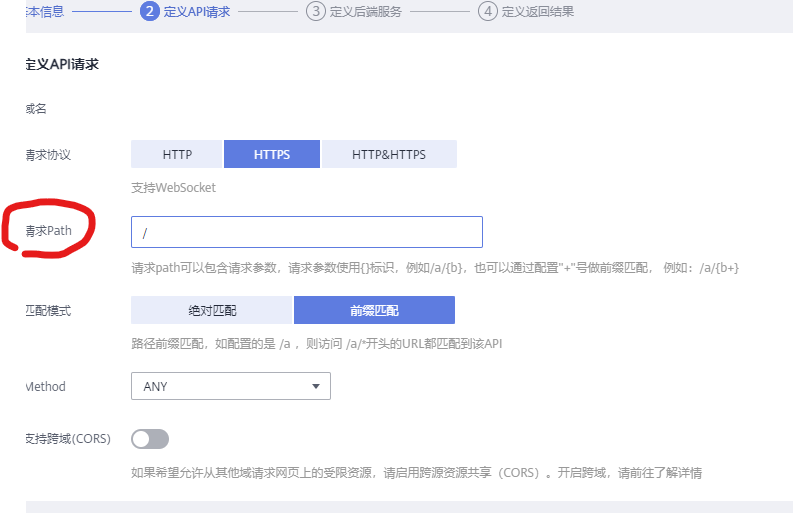 本信息 2 定义API请求 3 定义后端服务 4 定义返回结果
定义API请求
域名
请求协议 HTTP HTTPS HTTP&HTTPS
支持WebSocket
请求Path /
请求path可以包含请求参数，请求参数使用{}标识，例如/a/{b}，也可以通过配置"+"号做前缀匹配， 例如：/a/{b+}
匹配模式 绝对匹配 前缀匹配
路径前缀匹配，如配置的是 /a ，则访问 /a/*开头的URL都匹配到该API
Method ANY
支持跨域(CORS)
如果希望允许从其他域请求网页上的受限资源，请启用跨源资源共享（CORS）。开启跨域，请前往了解详情